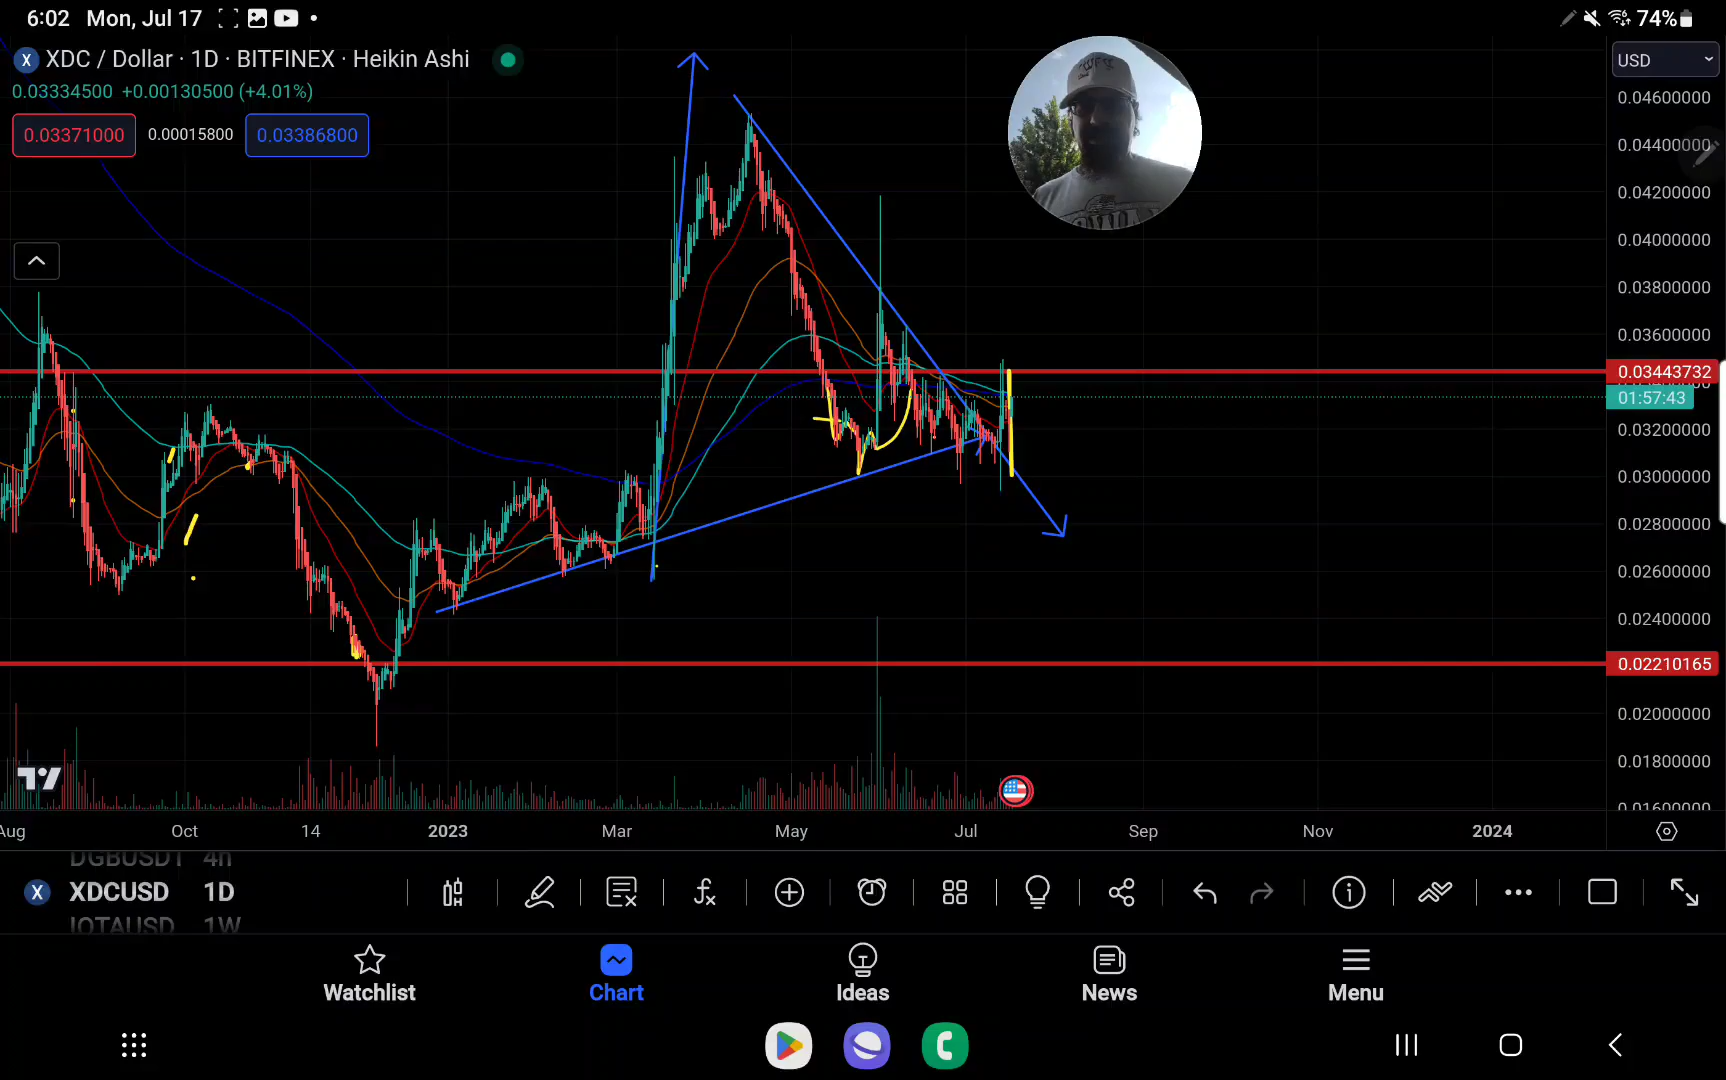 6:02 Mon, Jul 17
74%
XDC / Dollar · 1D · BITFINEX · Heikin Ashi
0.03334500 +0.00130500 (+4.01%)
0.03371000 0.00015800 0.03386800
USD
0.04600000
0.04400000
0.04200000
0.04000000
0.03800000
0.03600000
0.03443732
01:57:43
0.03200000
0.03000000
0.02800000
0.02600000
0.02400000
0.02210165
0.02000000
0.01800000
0.01600000
Aug Oct 14 2023 Mar May Jul Sep Nov 2024
DGBUSDT 4h
XDCUSD 1D
IOTAUSD 1W
Watchlist Chart Ideas News Menu